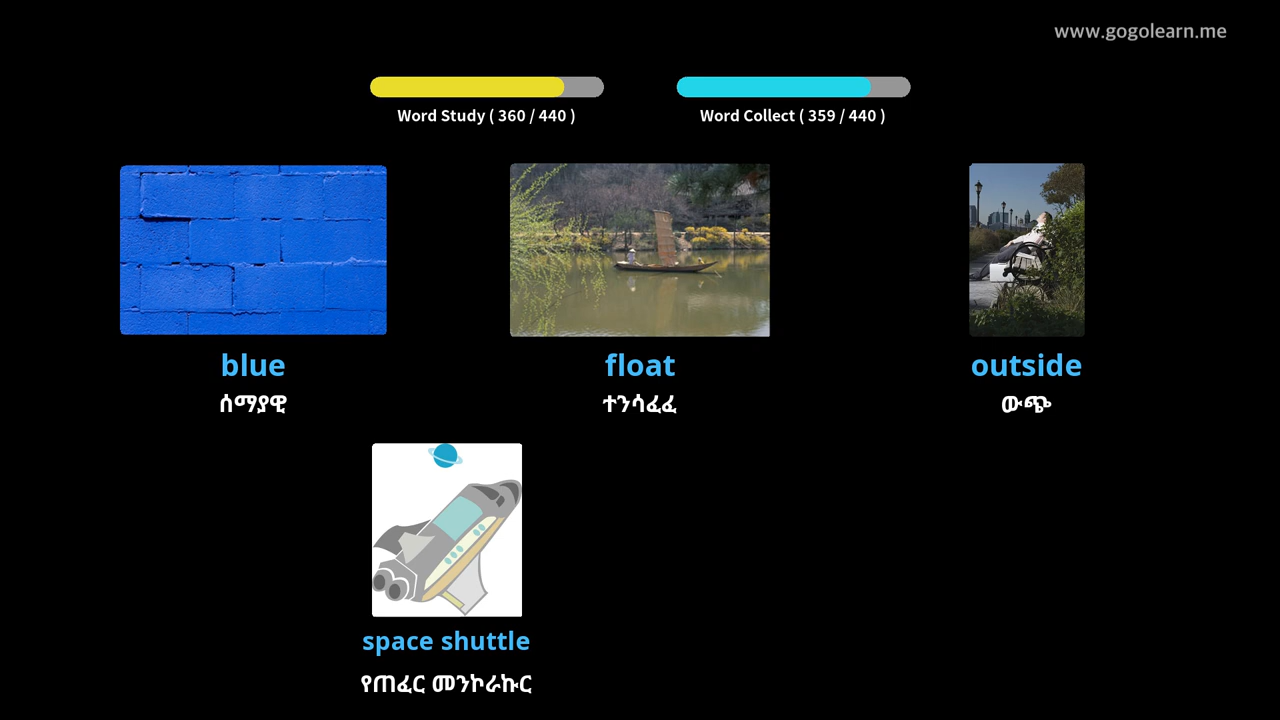 www.gogolearn.me
Word Study ( 360 / 440 )
Word Collect ( 359 / 440 )
blue
ሰማያዊ
float
ተንሳፈፈ
outside
ውጭ
space shuttle
የጠፈር መንኮራኩር